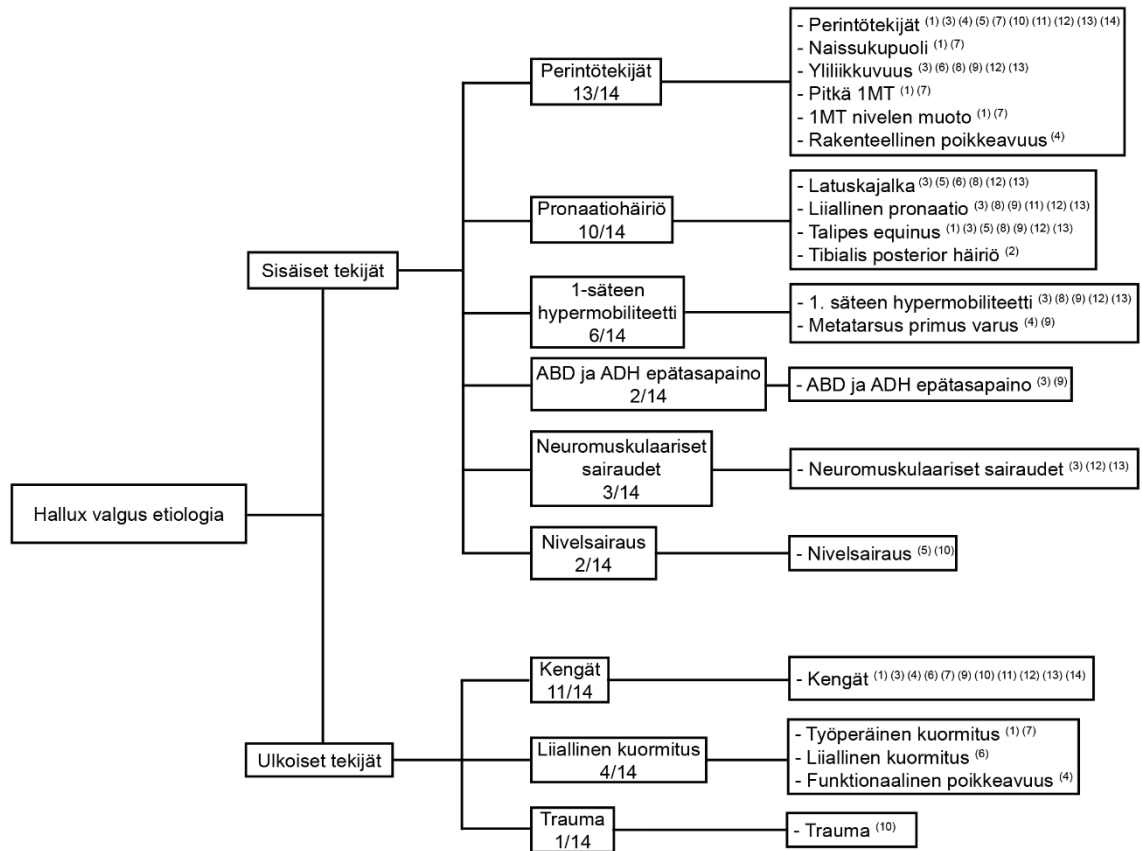 Hallux valgus etiologia
Sisäiset tekijät
Perintötekijät
13/14
- Perintötekijät (1) (3) (4) (5) (7) (10) (11) (12) (13) (14)
- Naissukupuoli (1) (7)
- Yliliikkuvuus (3) (6) (8) (9) (12) (13)
- Pitkä 1MT (1) (7)
- 1MT nivelen muoto (1) (7)
- Rakenteellinen poikkeavuus (4)
Pronaatiohäiriö
10/14
- Latuskajalka (3) (5) (6) (8) (12) (13)
- Liiallinen pronaatio (3) (8) (9) (11) (12) (13)
- Talipes equinus (1) (3) (5) (8) (9) (12) (13)
- Tibialis posterior häiriö (2)
1-säteen
hypermobiliteetti
6/14
- 1. säteen hypermobiliteetti (3) (8) (9) (12) (13)
- Metatarsus primus varus (4) (9)
ABD ja ADH epätasapaino
2/14
- ABD ja ADH epätasapaino (3) (9)
Neuromuskulaariset
sairaudet
3/14
- Neuromuskulaariset sairaudet (3) (12) (13)
Nivelsairaus
2/14
- Nivelsairaus (5) (10)
Ulkoiset tekijät
Kengät
11/14
- Kengät (1) (3) (4) (6) (7) (9) (10) (11) (12) (13) (14)
Liiallinen kuormitus
4/14
- Työperäinen kuormitus (1) (7)
- Liiallinen kuormitus (6)
- Funktionaalinen poikkeavuus (4)
Trauma
1/14
- Trauma (10)